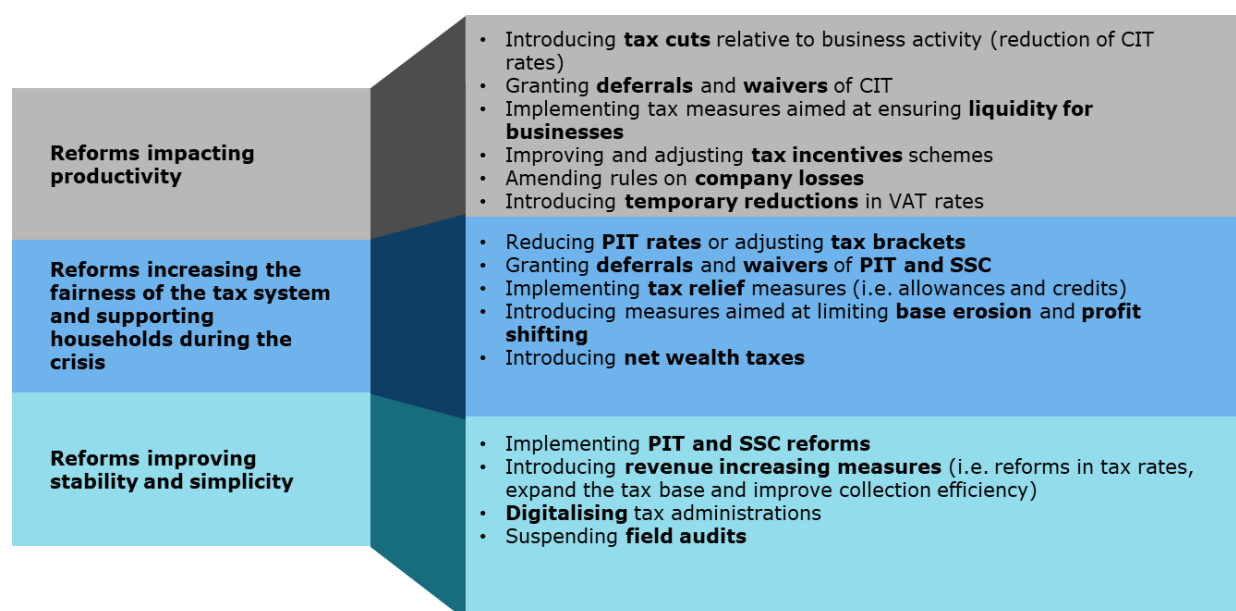 Reforms impacting
productivity
• Introducing tax cuts relative to business activity (reduction of CIT
rates)
• Granting deferrals and waivers of CIT
• Implementing tax measures aimed at ensuring liquidity for
businesses
• Improving and adjusting tax incentives schemes
• Amending rules on company losses
• Introducing temporary reductions in VAT rates
Reforms increasing the
fairness of the tax system
and supporting
households during the
crisis
• Reducing PIT rates or adjusting tax brackets
• Granting deferrals and waivers of PIT and SSC
• Implementing tax relief measures (i.e. allowances and credits)
• Introducing measures aimed at limiting base erosion and profit
shifting
• Introducing net wealth taxes
Reforms improving
stability and simplicity
• Implementing PIT and SSC reforms
• Introducing revenue increasing measures (i.e. reforms in tax rates,
expand the tax base and improve collection efficiency)
• Digitalising tax administrations
• Suspending field audits